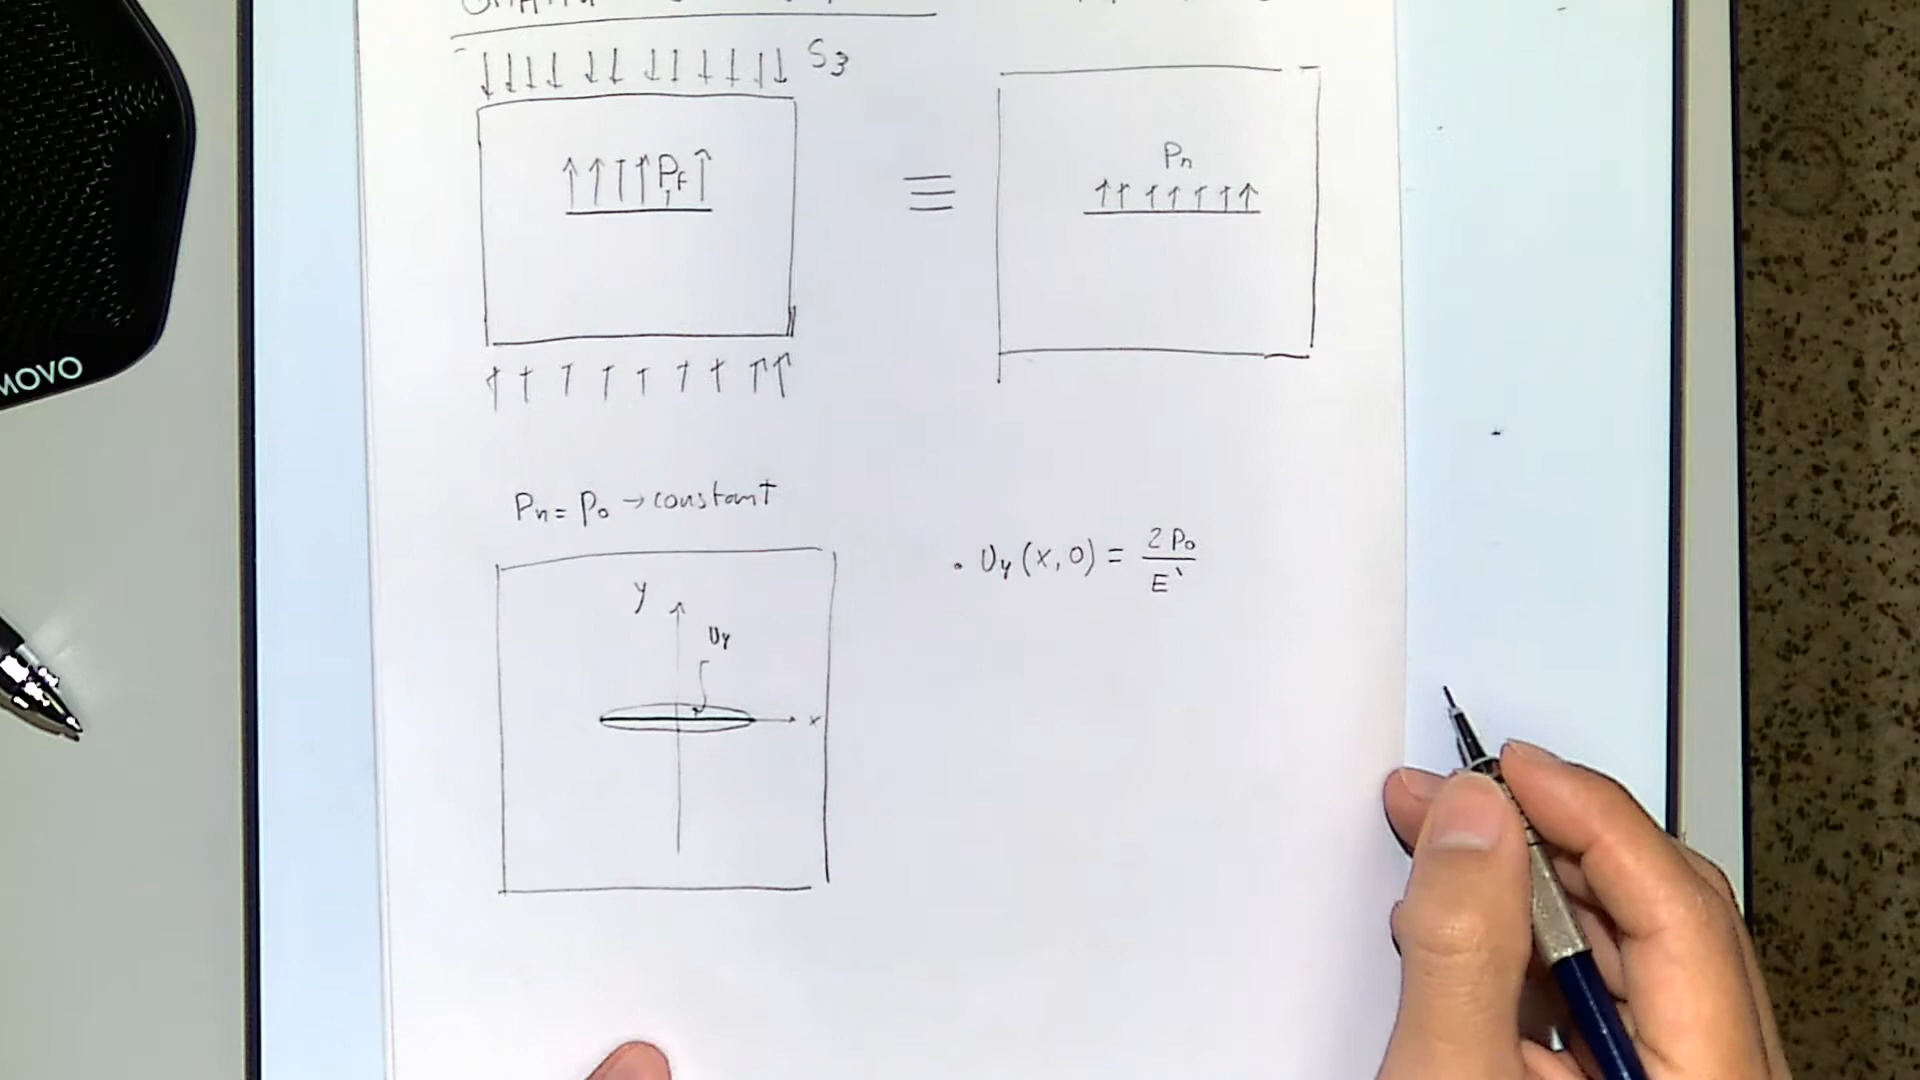 S3
Pn
Pf
MOVO
Pn = Po → constant
• Uy (x, 0) = 2 Po / E`
y
Uy
x